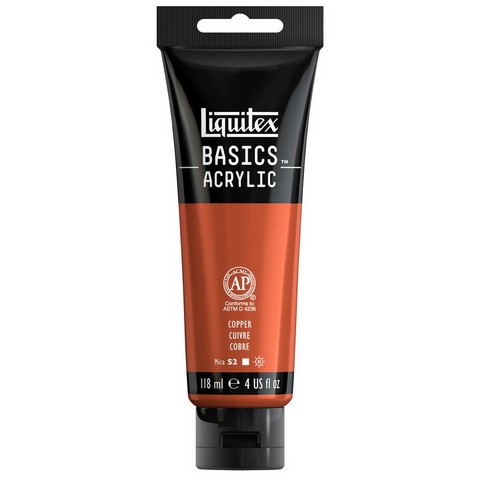 Liquitex
BASICS™
ACRYLIC
ACMI
AP
®
Conforms to
ASTM D 4236
COPPER
CUIVRE
COBRE
Mica S2
118 ml e 4 US fl oz